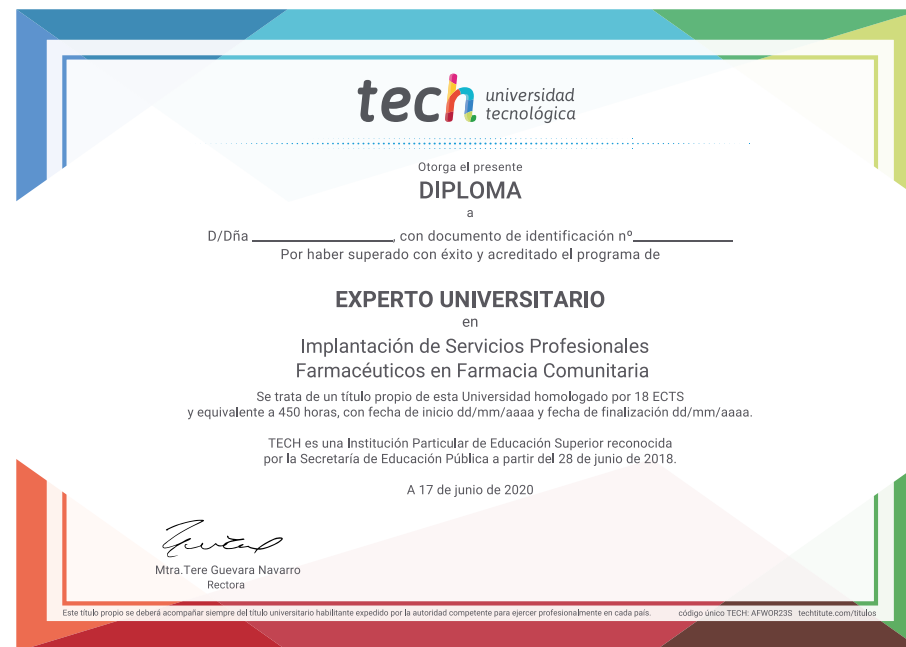 tech universidad
tecnológica
Otorga el presente
DIPLOMA
a
D/Dña ____________________, con documento de identificación nº______________
Por haber superado con éxito y acreditado el programa de
EXPERTO UNIVERSITARIO
en
Implantación de Servicios Profesionales
Farmacéuticos en Farmacia Comunitaria
Se trata de un título propio de esta Universidad homologado por 18 ECTS
y equivalente a 450 horas, con fecha de inicio dd/mm/aaaa y fecha de finalización dd/mm/aaaa.
TECH es una Institución Particular de Educación Superior reconocida
por la Secretaría de Educación Pública a partir del 28 de junio de 2018.
A 17 de junio de 2020
Mtra.Tere Guevara Navarro
Rectora
Este título propio se deberá acompañar siempre del título universitario habilitante expedido por la autoridad competente para ejercer profesionalmente en cada país. código único TECH: AFWOR23S techtitute.com/titulos